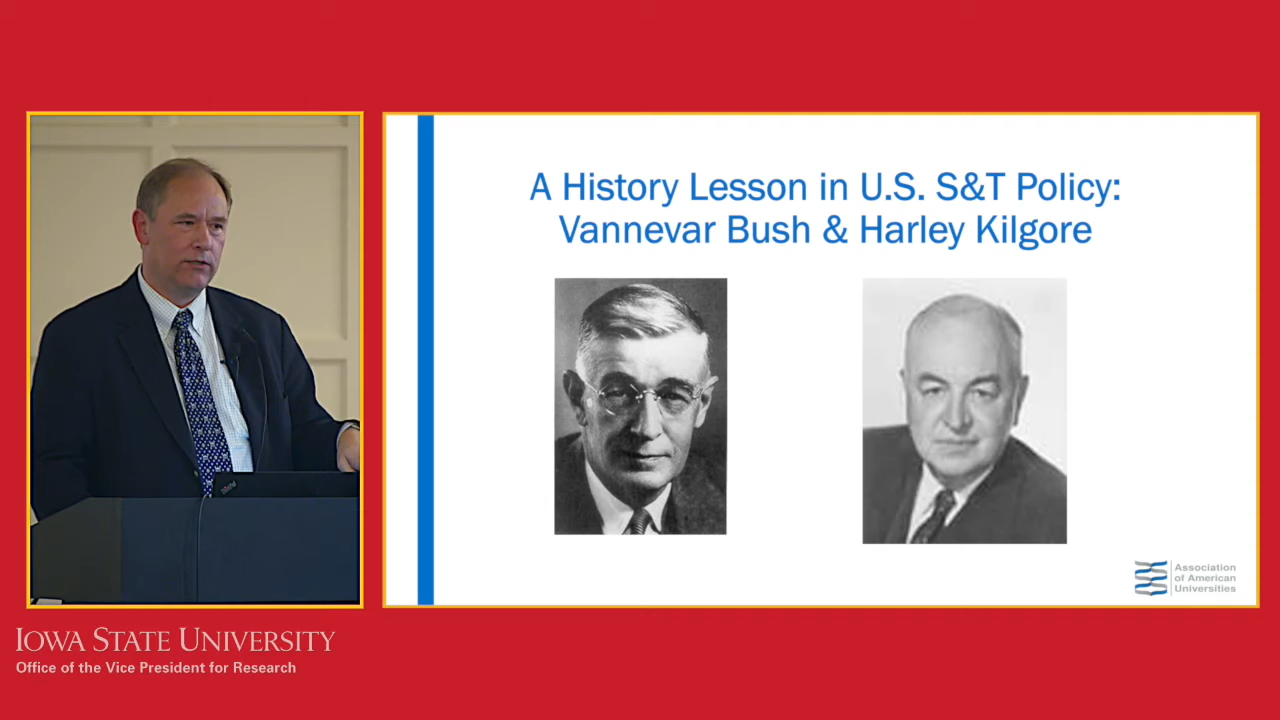 A History Lesson in U.S. S&T Policy:
Vannevar Bush & Harley Kilgore
Association
of American
Universities
IOWA STATE UNIVERSITY
Office of the Vice President for Research